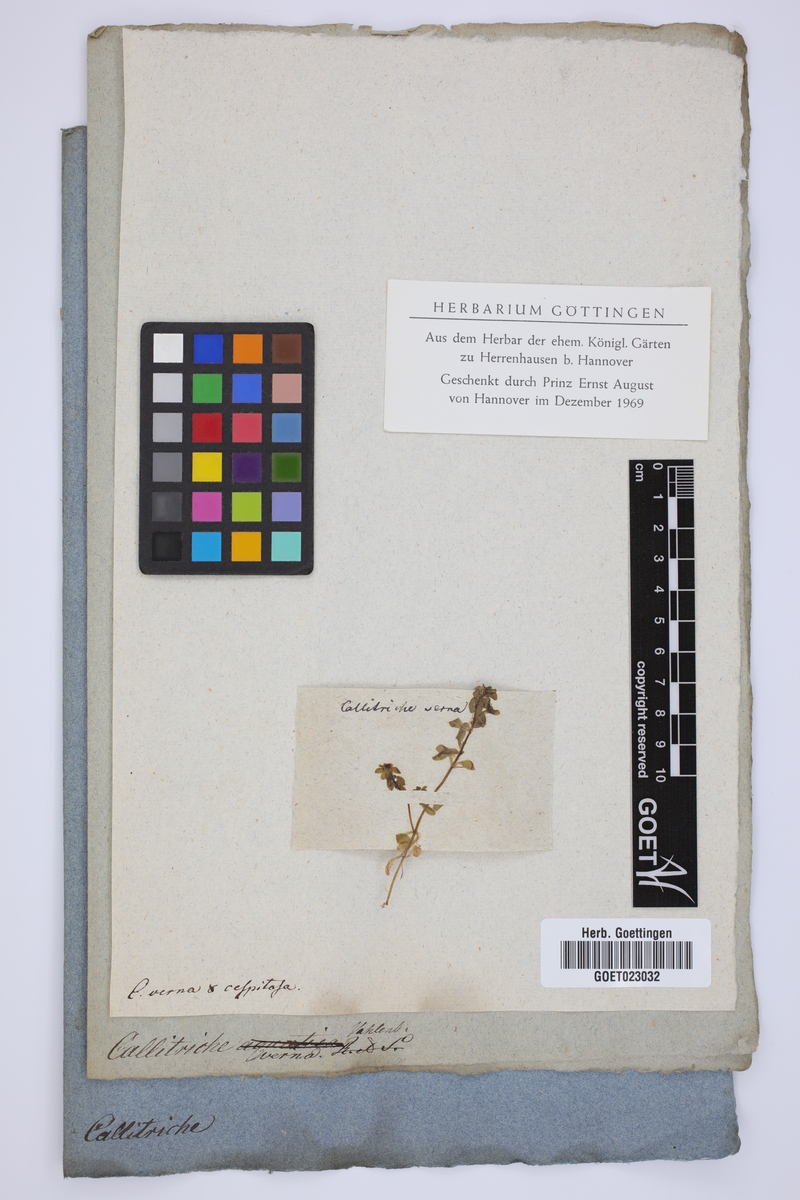 HERBARIUM GÖTTINGEN
Aus dem Herbar der ehem. Königl. Gärten
zu Herrenhausen b. Hannover
Geschenkt durch Prinz Ernst August
von Hannover im Dezember 1969
cm
0 1 2 3 4 5 6 7 8 9 10
copyright reserved
GOET
Callitriche verna
Herb. Goettingen
GOET023032
C. verna γ cespitosa.
Callitriche aquatica Wahlenb.
verna.
Callitriche